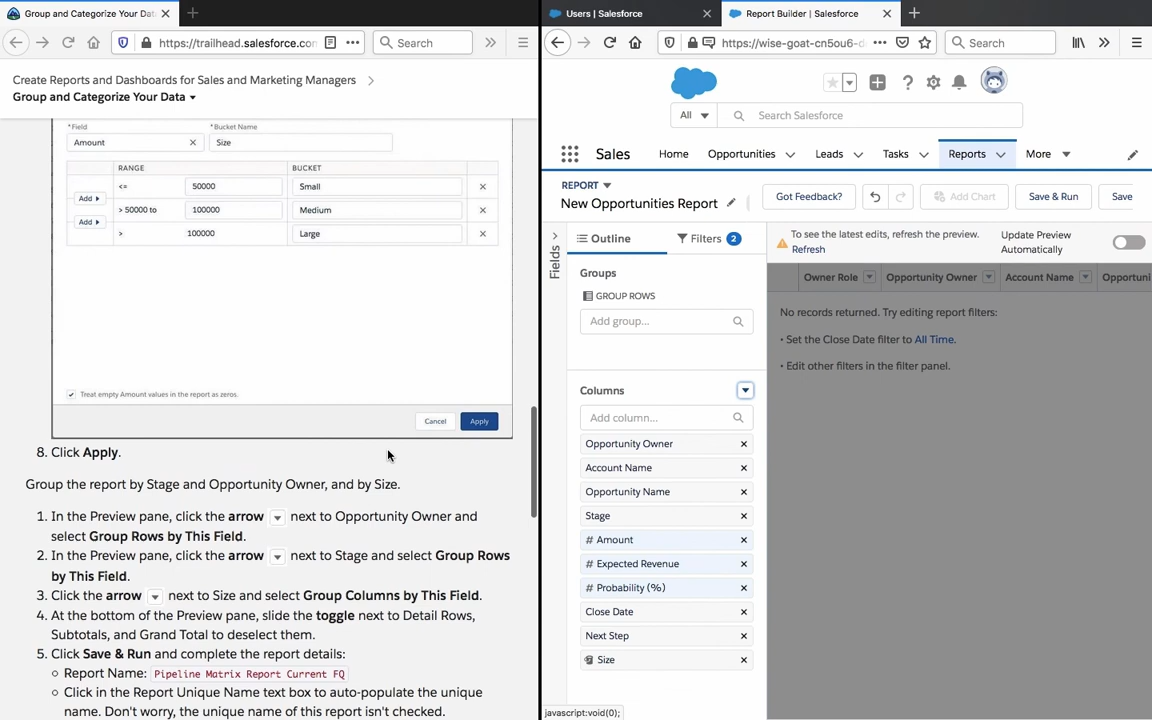 Group and Categorize Your Dat
https://trailhead.salesforce.con
Search
Create Reports and Dashboards for Sales and Marketing Managers
Group and Categorize Your Data
*Field
*Bucket Name
Amount
Size
RANGE
BUCKET
<=
50000
Small
Add
> 50000 to
100000
Medium
Add
>
100000
Large
Treat empty Amount values in the report as zeros.
Cancel
Apply
8. Click Apply.
Group the report by Stage and Opportunity Owner, and by Size.
1. In the Preview pane, click the arrow next to Opportunity Owner and
select Group Rows by This Field.
2. In the Preview pane, click the arrow next to Stage and select Group Rows
by This Field.
3. Click the arrow next to Size and select Group Columns by This Field.
4. At the bottom of the Preview pane, slide the toggle next to Detail Rows,
Subtotals, and Grand Total to deselect them.
5. Click Save & Run and complete the report details:
Report Name: Pipeline Matrix Report Current FQ
Click in the Report Unique Name text box to auto-populate the unique
name. Don't worry, the unique name of this report isn't checked.
Users | Salesforce
Report Builder | Salesforce
https://wise-goat-cn5ou6-d
Search
All
Search Salesforce
Sales
Home
Opportunities
Leads
Tasks
Reports
More
REPORT
New Opportunities Report
Got Feedback?
Add Chart
Save & Run
Save
Fields
Outline
Filters
2
To see the latest edits, refresh the preview.
Refresh
Update Preview
Automatically
Groups
GROUP ROWS
Add group...
Columns
Add column...
Opportunity Owner
Account Name
Opportunity Name
Stage
# Amount
# Expected Revenue
# Probability (%)
Close Date
Next Step
Size
Owner Role
Opportunity Owner
Account Name
Opportuni
No records returned. Try editing report filters:
• Set the Close Date filter to All Time.
• Edit other filters in the filter panel.
javascript:void(0);